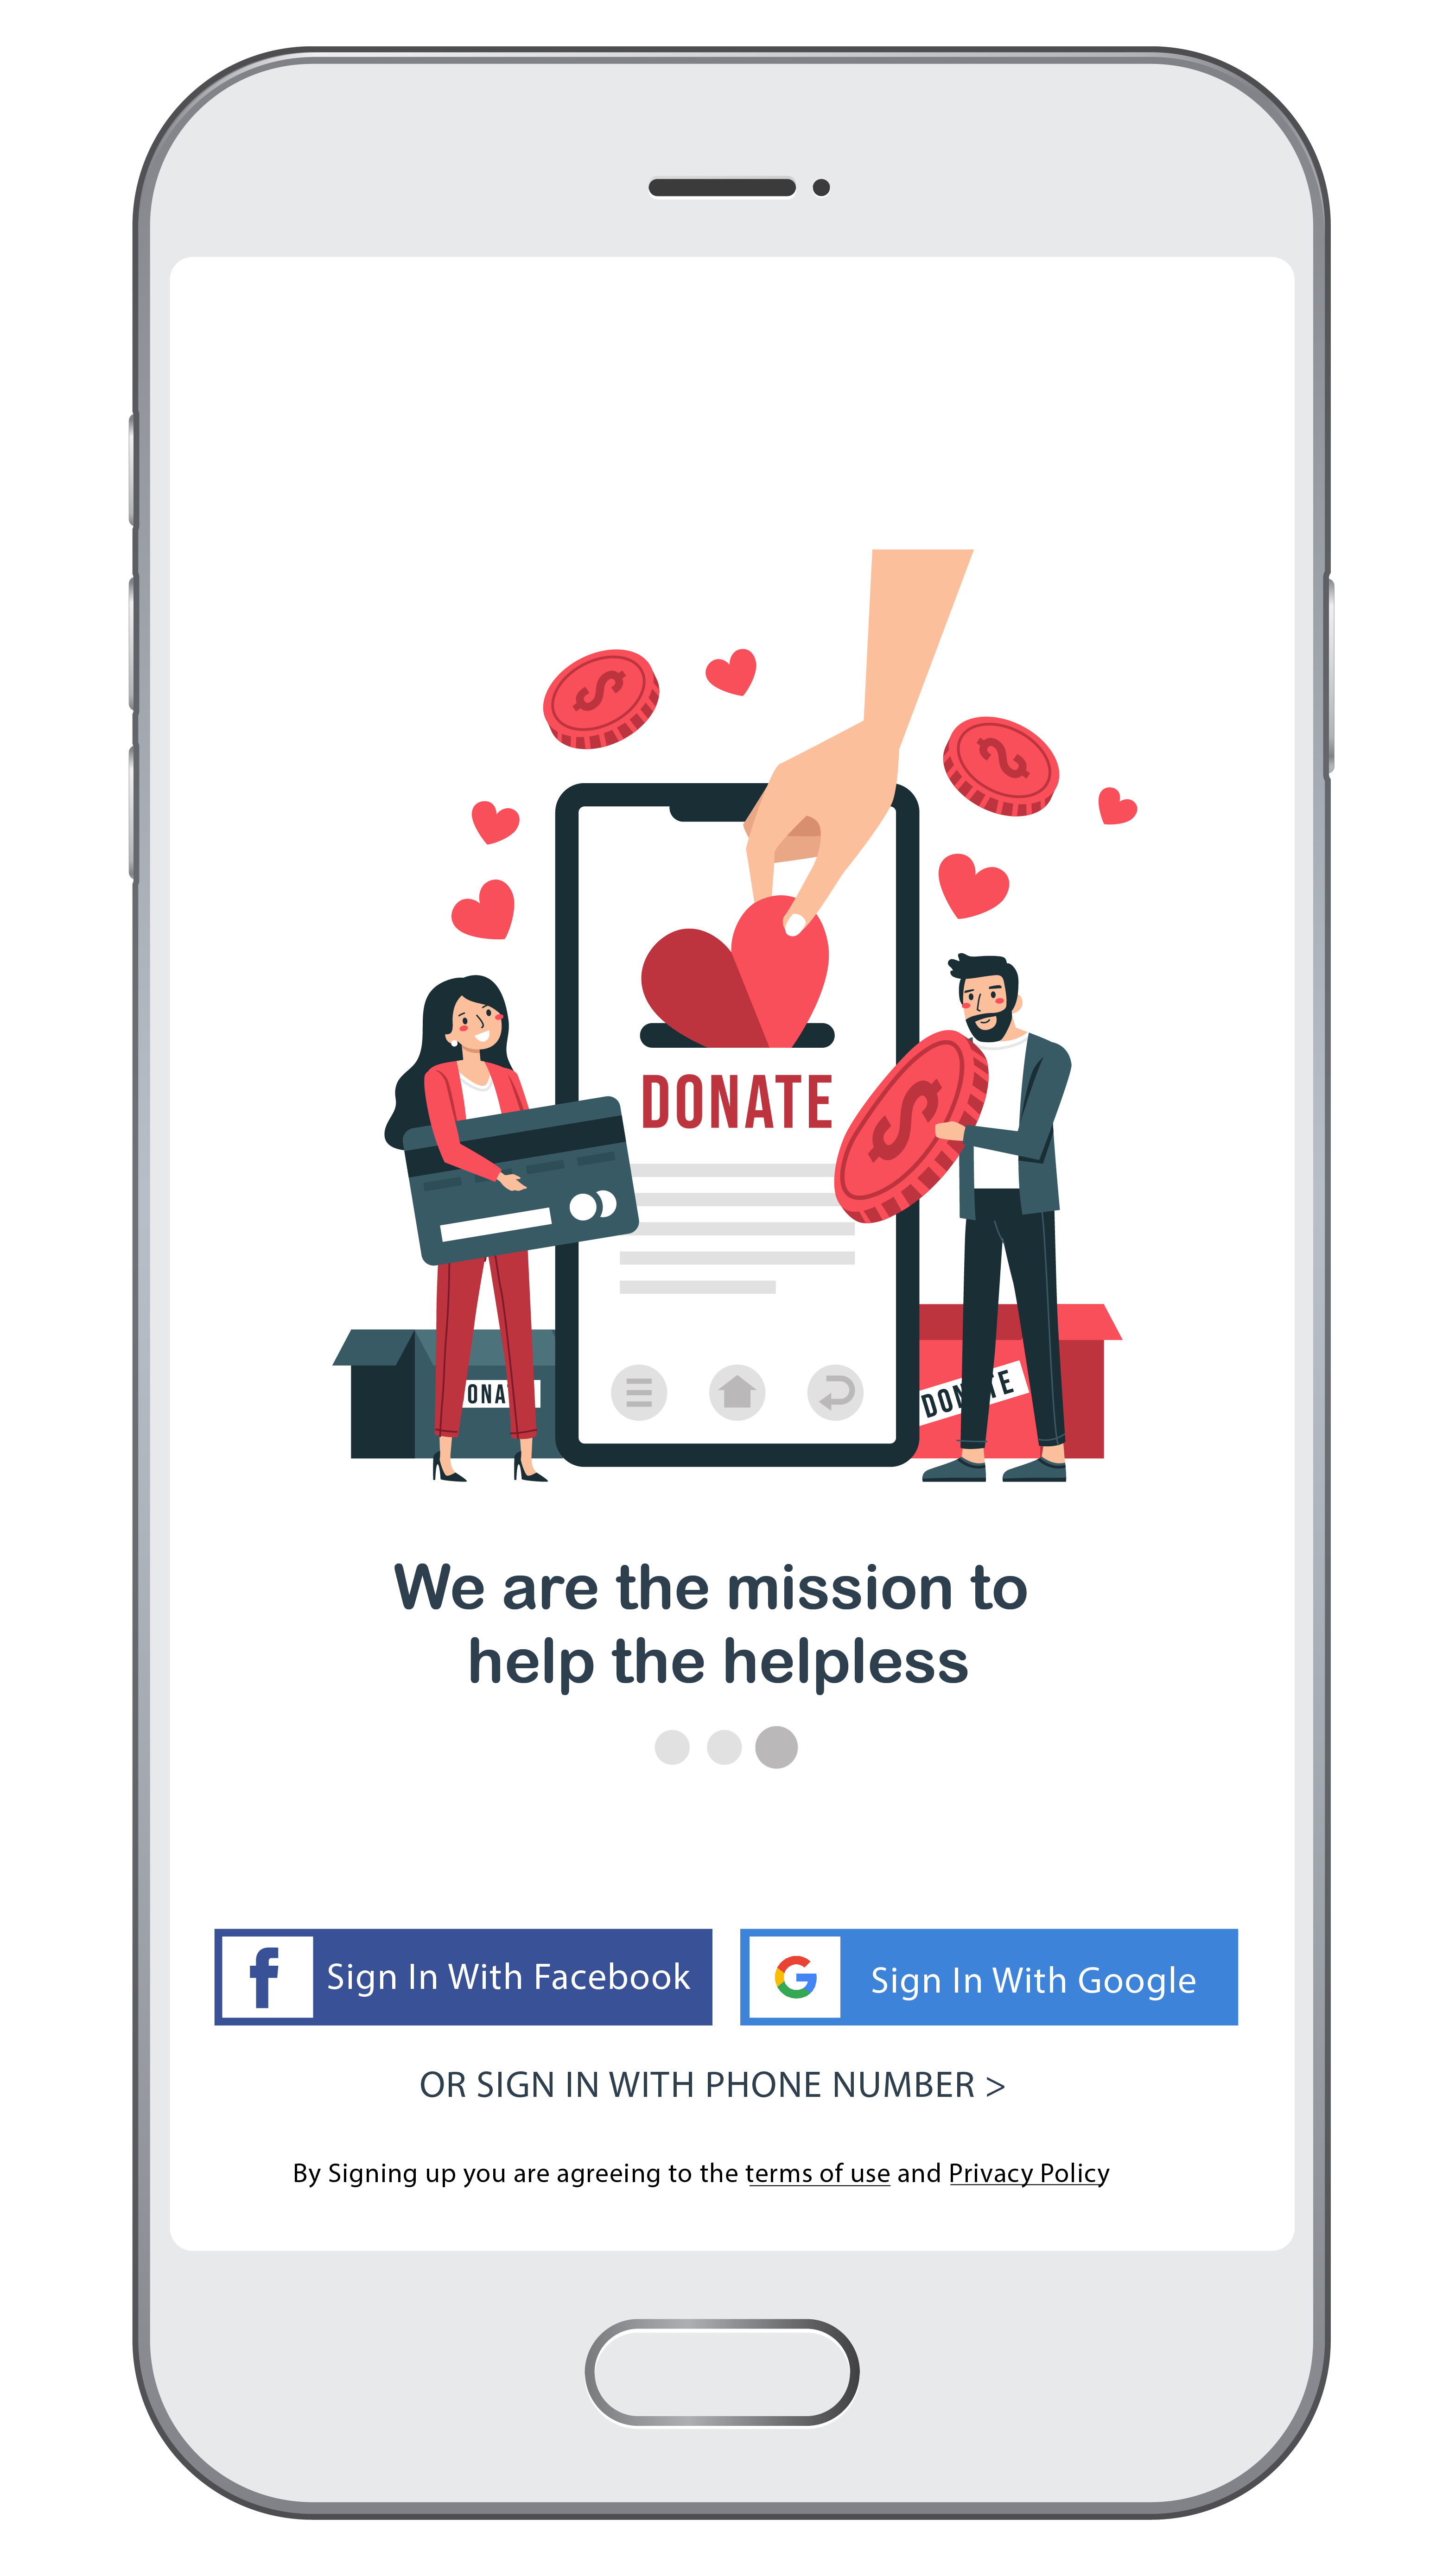 $
$
DONATE
$
ONA
DONATE
We are the mission to
help the helpless
f Sign In With Facebook
G Sign In With Google
OR SIGN IN WITH PHONE NUMBER >
By Signing up you are agreeing to the terms of use and Privacy Policy